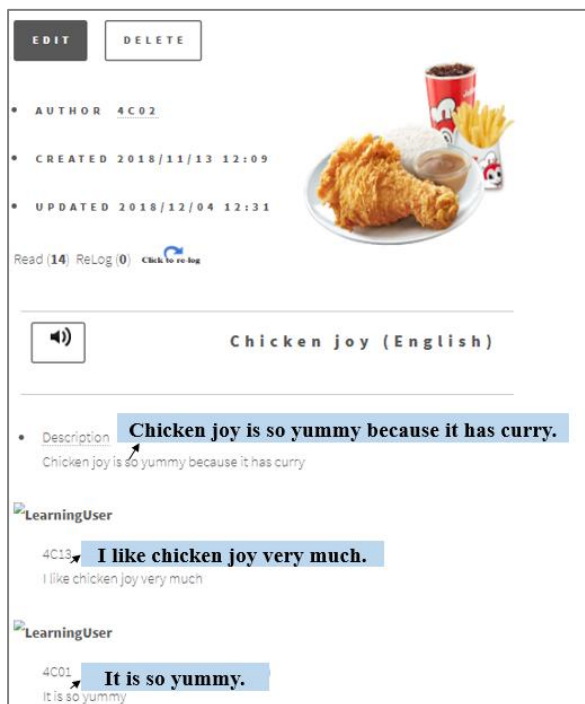 EDIT DELETE
AUTHOR 4C02
CREATED 2018/11/13 12:09
UPDATED 2018/12/04 12:31
Read (14) ReLog (0) Click to re-log
Chicken joy (English)
Description Chicken joy is so yummy because it has curry.
Chicken joy is so yummy because it has curry
LearningUser
4C13 I like chicken joy very much.
I like chicken joy very much
LearningUser
4C01 It is so yummy.
It is so yummy